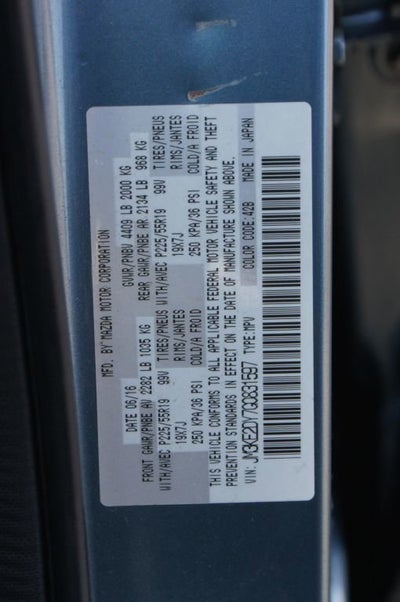 MFD. BY MAZDA MOTOR CORPORATION
DATE 06/16 GVWR/PNBV 4409 LB 2000 KG
FRONT GAWR/PNBE AV 2282 LB 1035 KG REAR GAWR/PNBE AR 2134 LB 968 KG
WITH/AVEC P225/55R19 99V TIRES/PNEUS WITH/AVEC P225/55R19 99V TIRES/PNEUS
19X7J RIMS/JANTES 19X7J RIMS/JANTES
250 KPA/36 PSI COLD/A FROID 250 KPA/36 PSI COLD/A FROID
THIS VEHICLE CONFORMS TO ALL APPLICABLE FEDERAL MOTOR VEHICLE SAFETY AND THEFT
PREVENTION STANDARDS IN EFFECT ON THE DATE OF MANUFACTURE SHOWN ABOVE.
VIN: JM3KE2DY7G0831597 TYPE:MPV COLOR CODE:42B MADE IN JAPAN